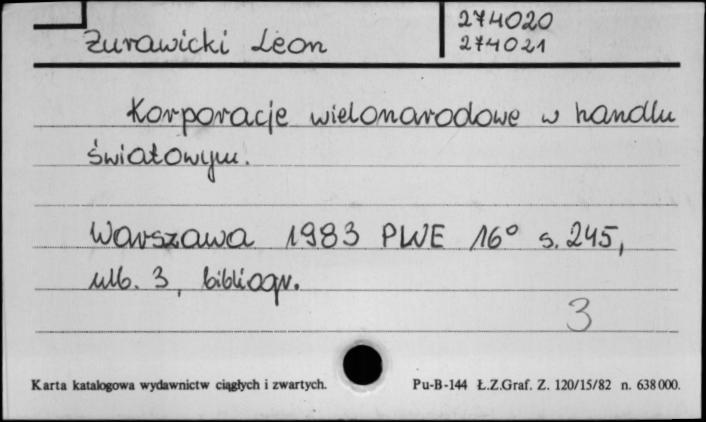 274020
Żurawicki Leon
274021
Korporacje wielonarodowe w handlu
światowym.
Warszawa 1983 PWE 16° s. 245,
nlb. 3, bibliogr.
3
Karta katalogowa wydawnictw ciągłych i zwartych. Pu-B-144 Ł.Z.Graf. Z. 120/15/82 n. 638000.